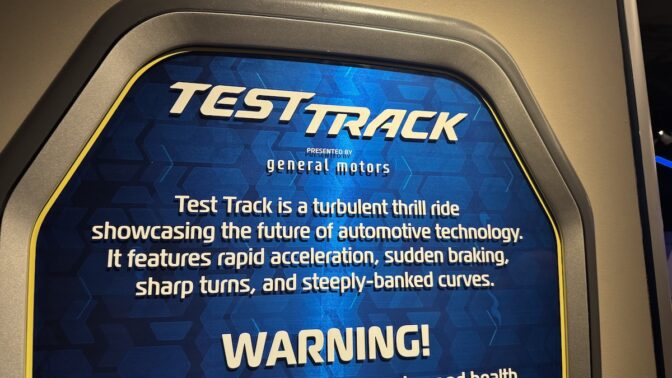 TEST TRACK
PRESENTED BY
general motors
Test Track is a turbulent thrill ride
showcasing the future of automotive technology.
It features rapid acceleration, sudden braking,
sharp turns, and steeply-banked curves.
WARNING!
health